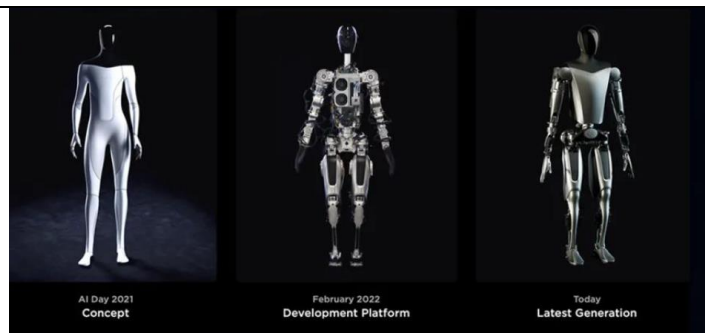 AI Day 2021
Concept
February 2022
Development Platform
Today
Latest Generation